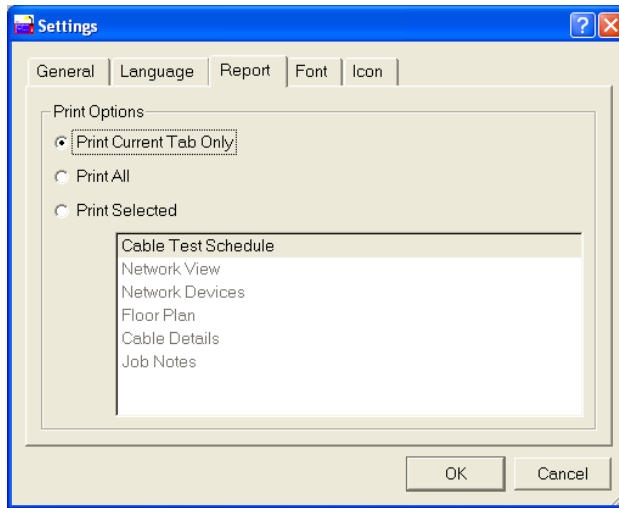 Settings
General Language Report Font Icon
Print Options
Print Current Tab Only
Print All
Print Selected
Cable Test Schedule
Network View
Network Devices
Floor Plan
Cable Details
Job Notes
OK Cancel